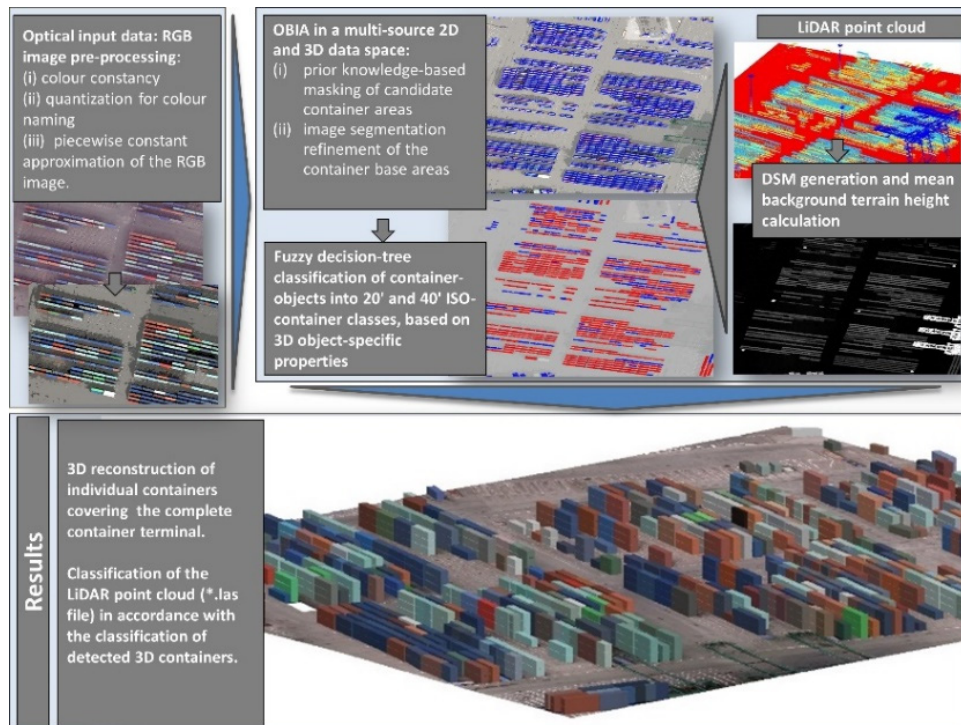 Optical input data: RGB
image pre-processing:
(i) colour constancy
(ii) quantization for colour
naming
(iii) piecewise constant
approximation of the RGB
image.
OBIA in a multi-source 2D
and 3D data space:
(i) prior knowledge-based
masking of candidate
container areas
(ii) image segmentation
refinement of the
container base areas
Fuzzy decision-tree
classification of container-
objects into 20' and 40' ISO-
container classes, based on
3D object-specific
properties
LiDAR point cloud
DSM generation and mean
background terrain height
calculation
Results
3D reconstruction of
individual containers
covering the complete
container terminal.
Classification of the
LiDAR point cloud (*.las
file) in accordance with
the classification of
detected 3D containers.